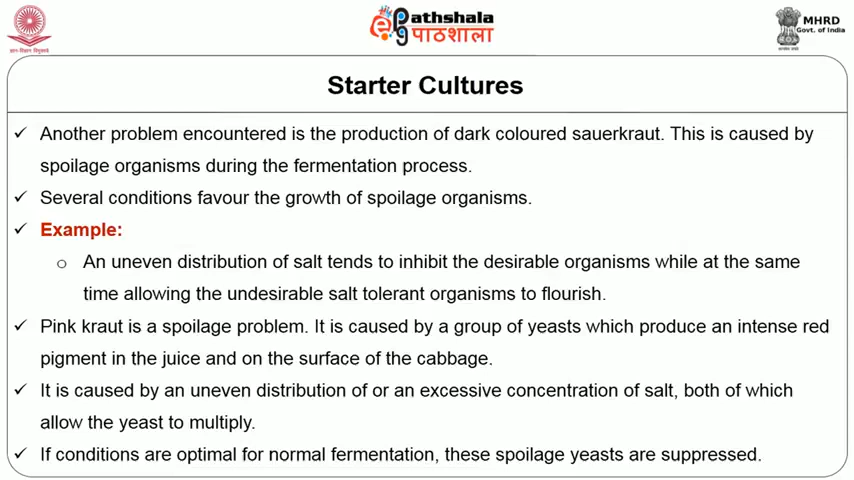 Pathshala
पाठशाला
MHRD
Govt. of India
Starter Cultures
✓ Another problem encountered is the production of dark coloured sauerkraut. This is caused by
spoilage organisms during the fermentation process.
✓ Several conditions favour the growth of spoilage organisms.
✓ Example:
o An uneven distribution of salt tends to inhibit the desirable organisms while at the same
time allowing the undesirable salt tolerant organisms to flourish.
✓ Pink kraut is a spoilage problem. It is caused by a group of yeasts which produce an intense red
pigment in the juice and on the surface of the cabbage.
✓ It is caused by an uneven distribution of or an excessive concentration of salt, both of which
allow the yeast to multiply.
✓ If conditions are optimal for normal fermentation, these spoilage yeasts are suppressed.